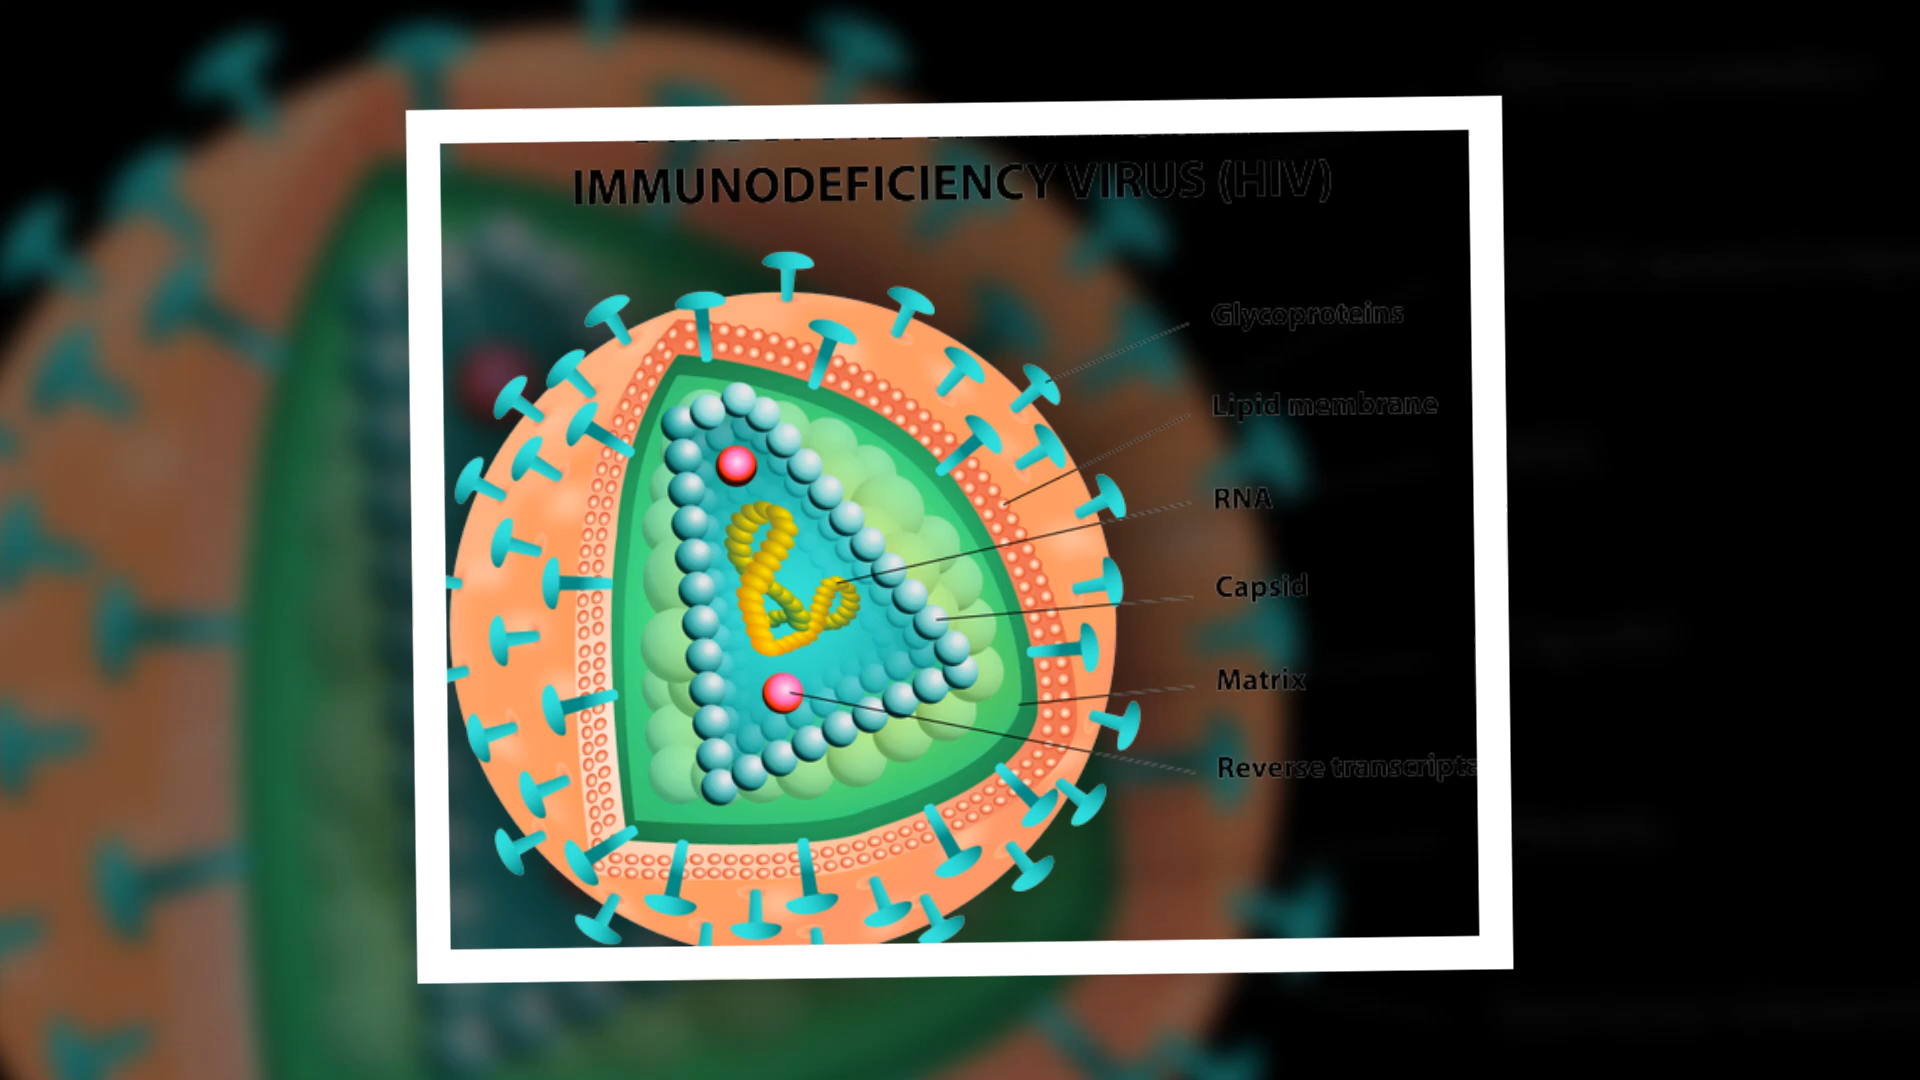 IMMUNODEFICIENCY VIRUS (HIV)
Glycoproteins
Lipid membrane
RNA
Capsid
Matrix
Reverse transcripta